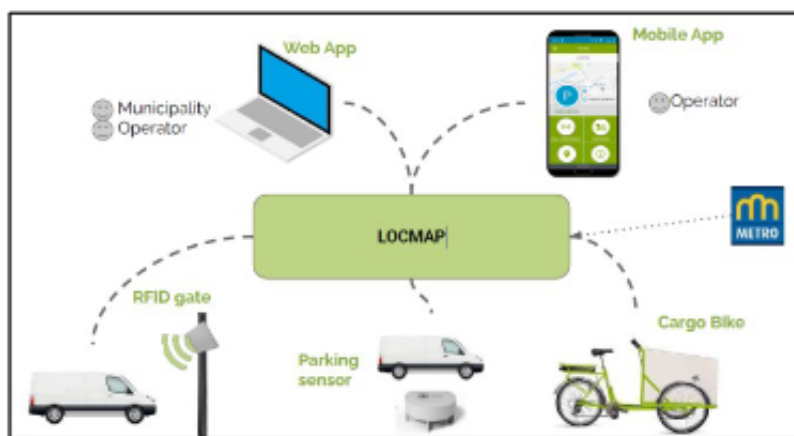 Web App
Mobile App
Municipality
Operator
Operator
P
LOCMAP
METRO
RFID gate
Cargo Bike
Parking
sensor